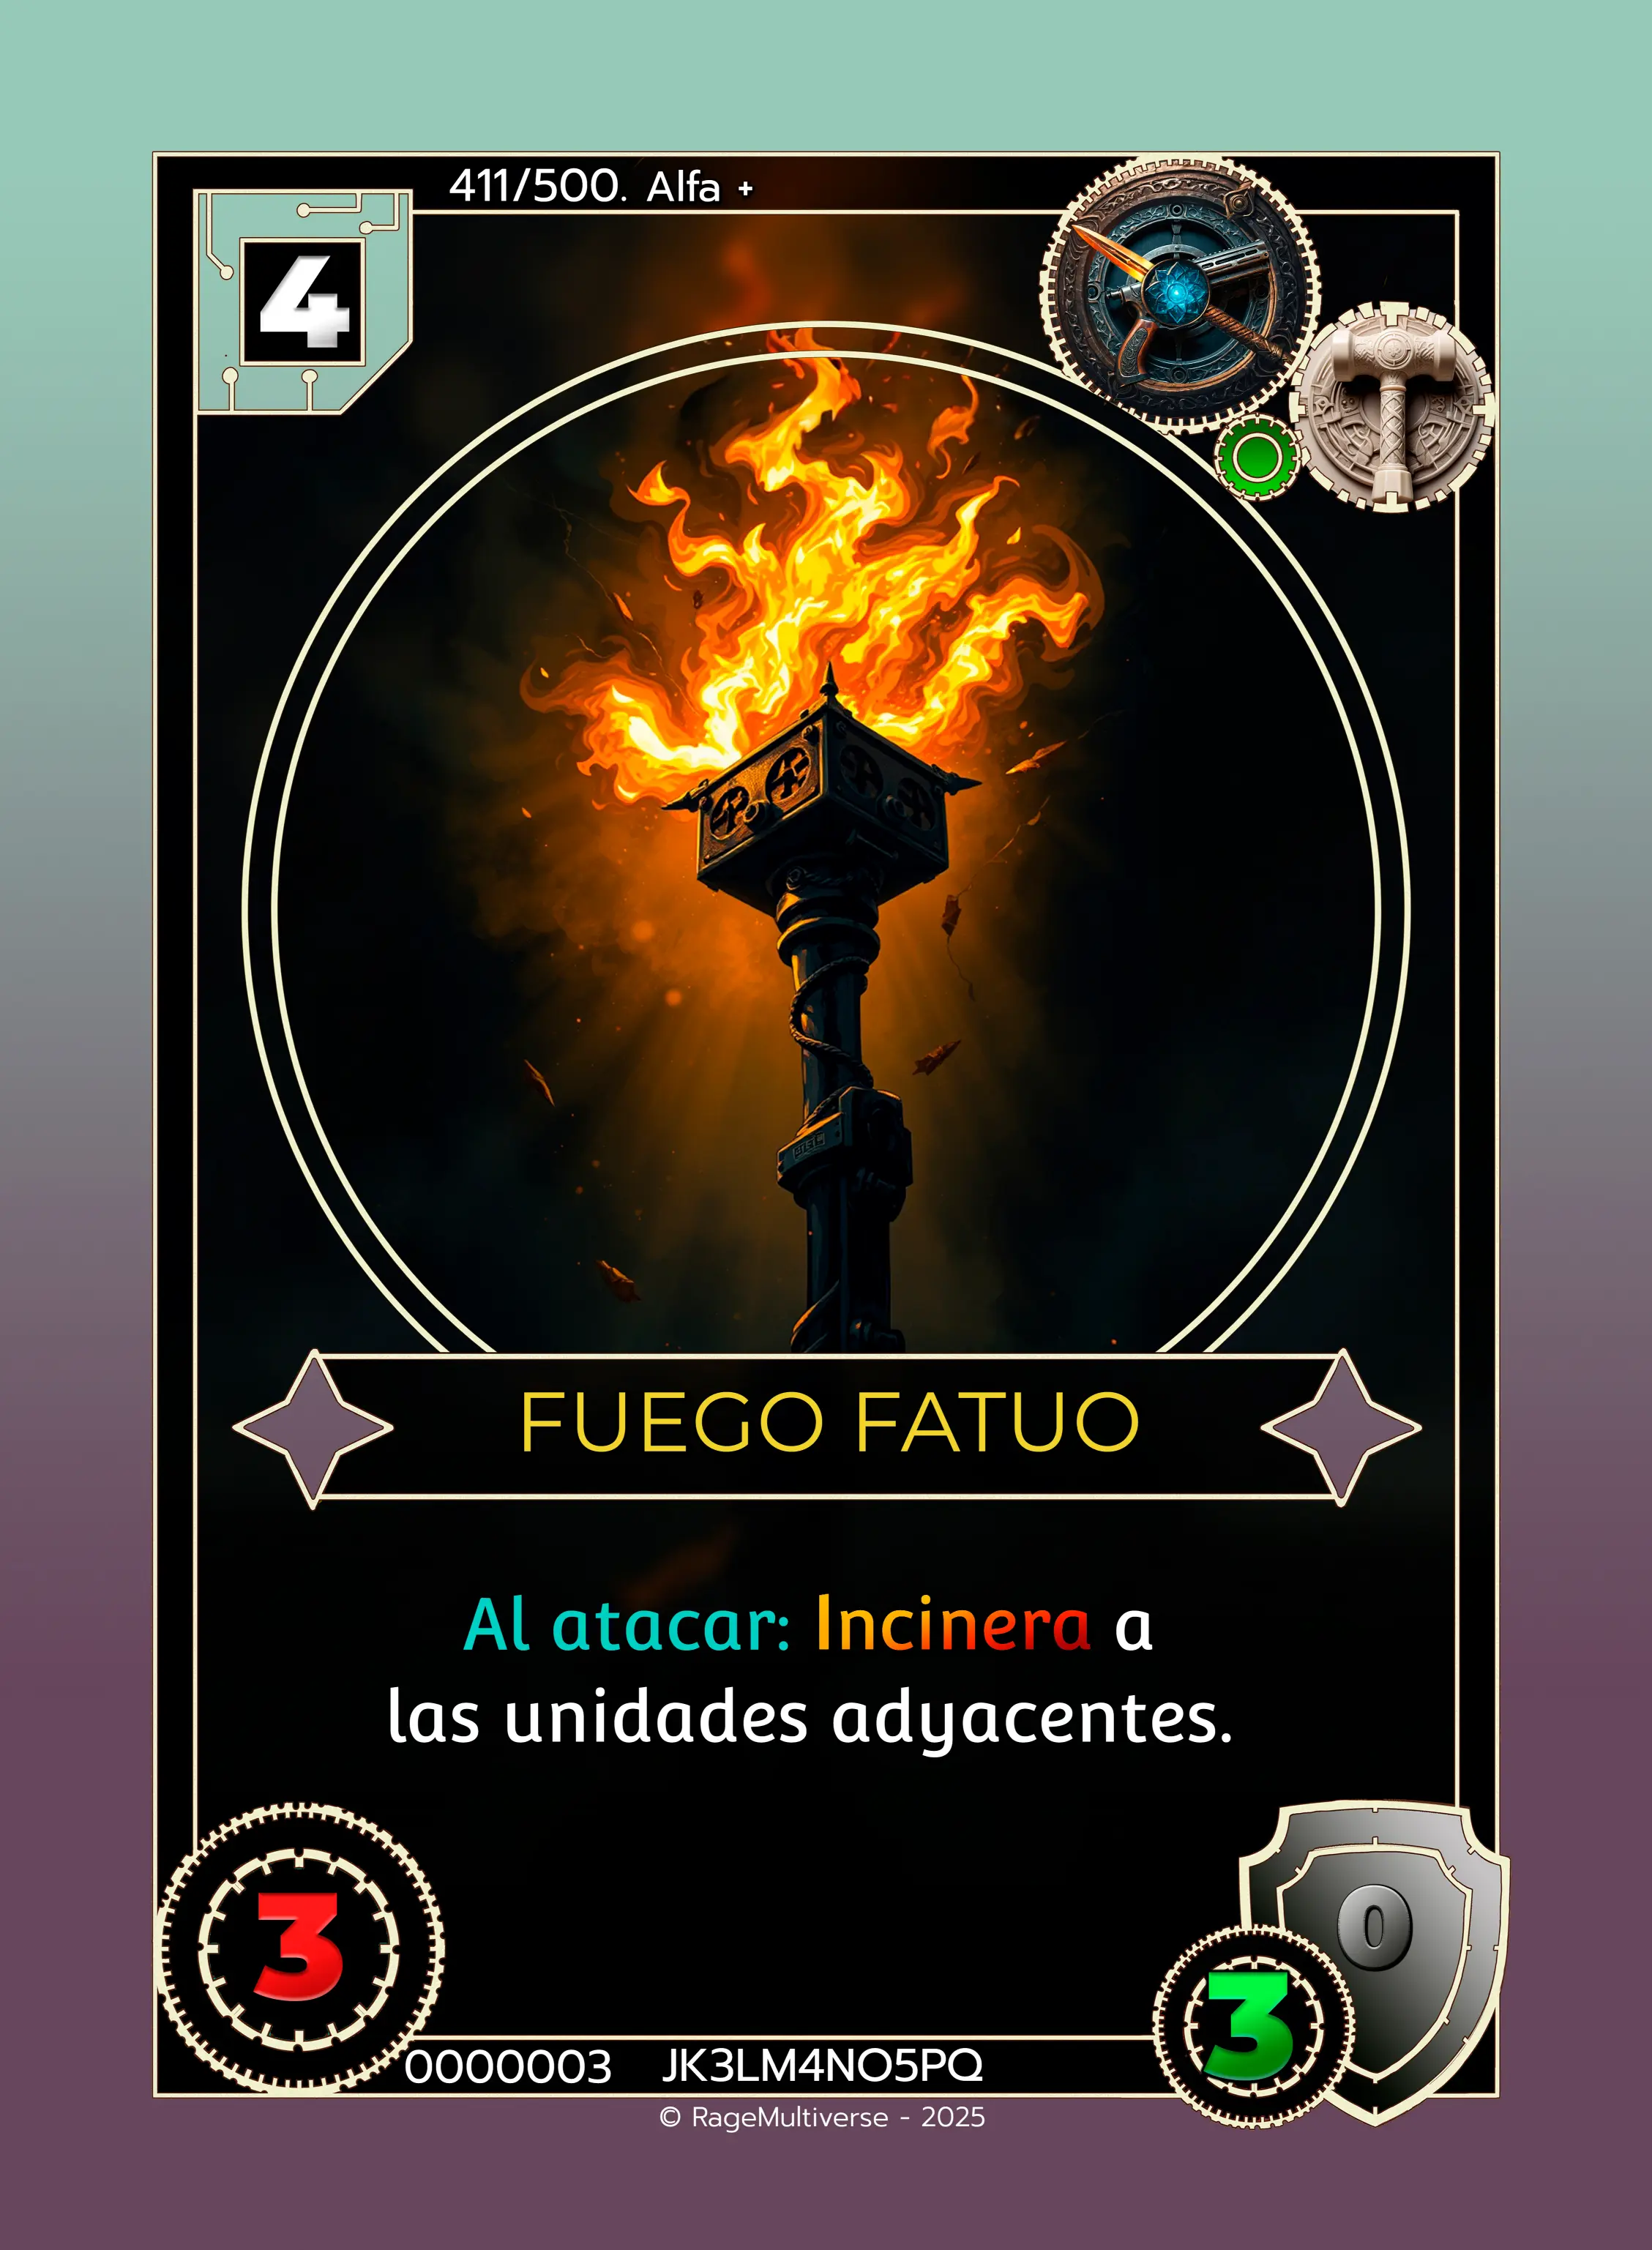 411/500. Alfa +
4
FUEGO FATUO
Al atacar: Incinera a
las unidades adyacentes.
3
0
3
0000003 JK3LM4NO5PQ
© RageMultiverse - 2025